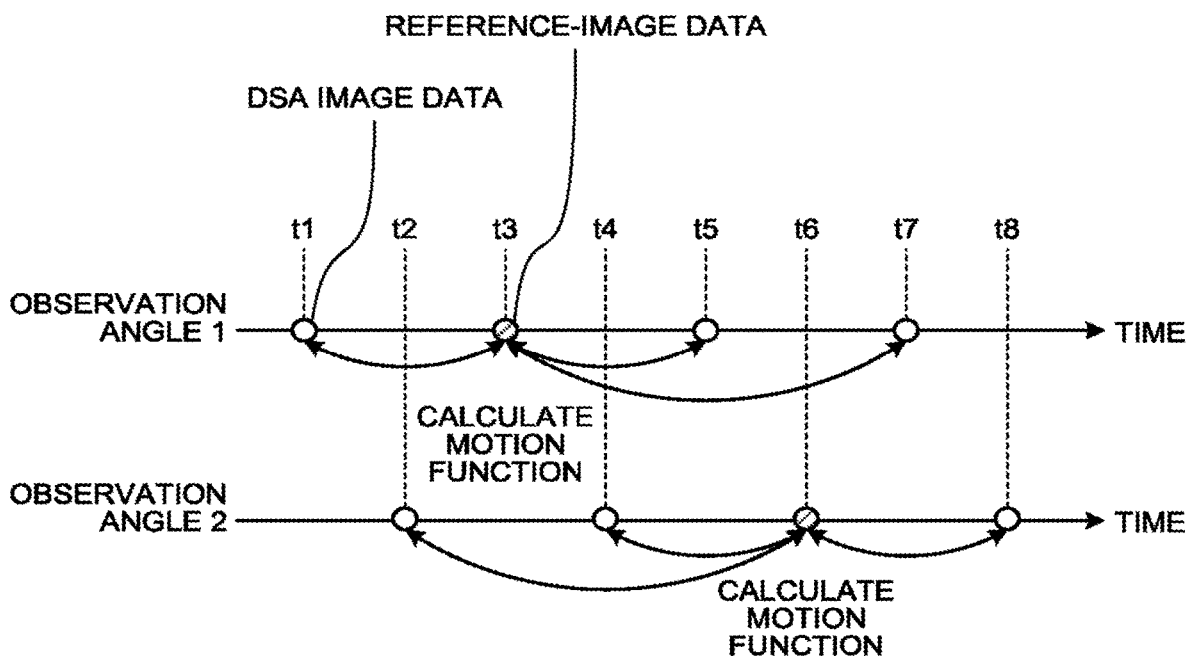 REFERENCE-IMAGE DATA
DSA IMAGE DATA
t1 t2 t3 t4 t5 t6 t7 t8
OBSERVATION
ANGLE 1
TIME
CALCULATE
MOTION
FUNCTION
OBSERVATION
ANGLE 2
TIME
CALCULATE
MOTION
FUNCTION